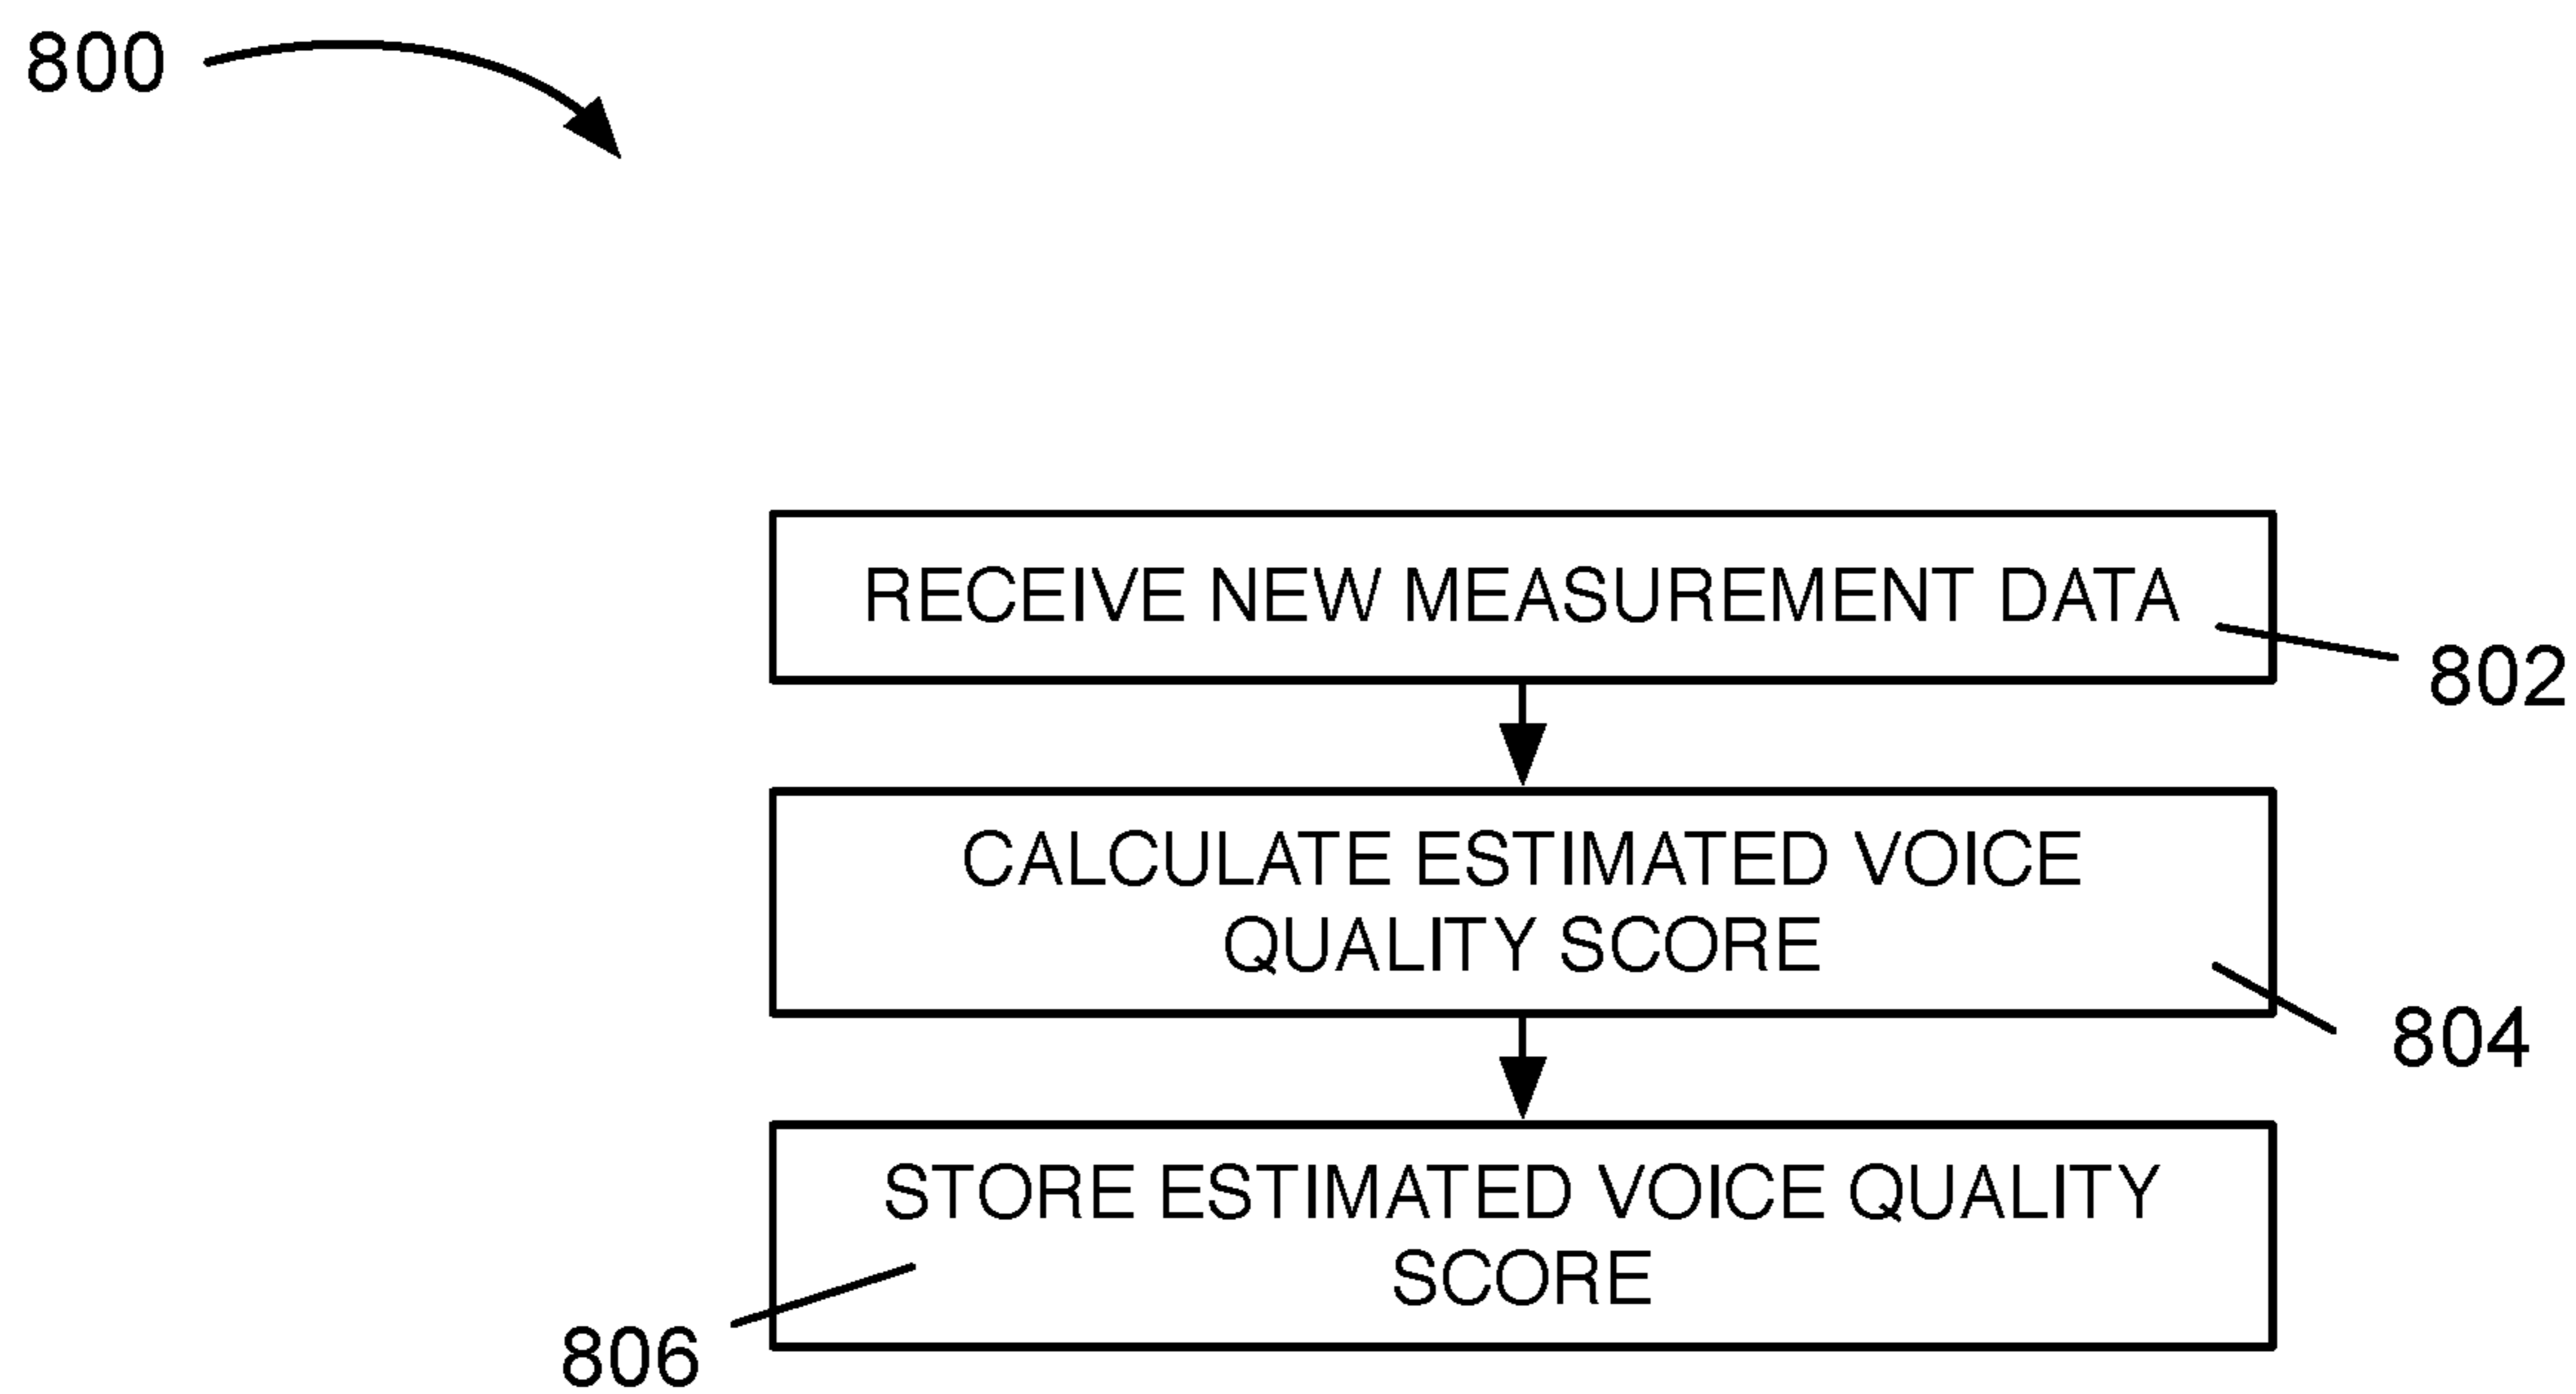 800
RECEIVE NEW MEASUREMENT DATA
802
CALCULATE ESTIMATED VOICE
QUALITY SCORE
804
STORE ESTIMATED VOICE QUALITY
SCORE
806